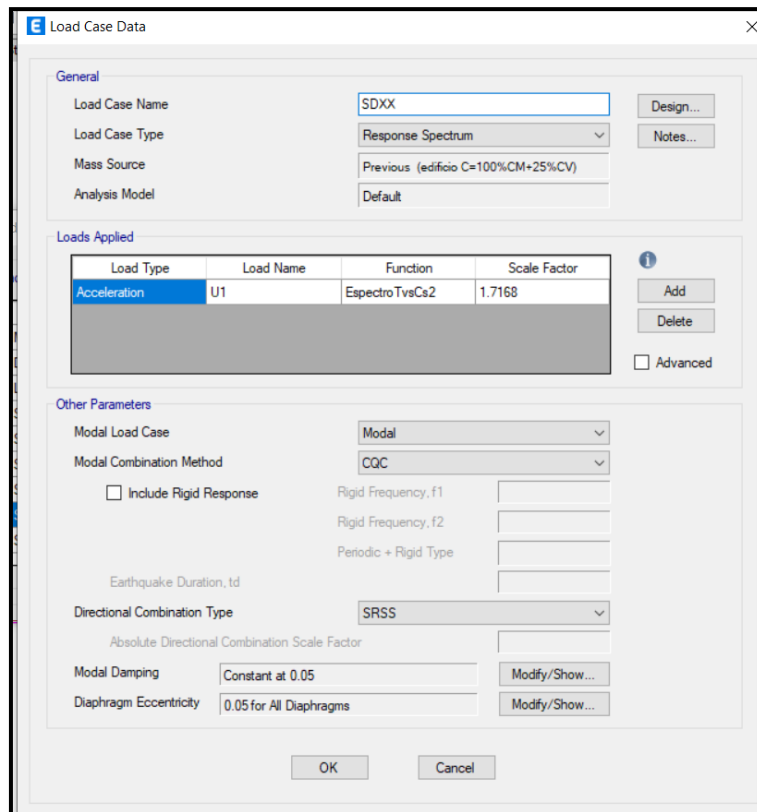 E Load Case Data
General
Load Case Name SDXX Design...
Load Case Type Response Spectrum Notes...
Mass Source Previous (edificio C=100%CM+25%CV)
Analysis Model Default
Loads Applied
Load Type Load Name Function Scale Factor
Acceleration U1 EspectroTvsCs2 1.7168
Add
Delete
Advanced
Other Parameters
Modal Load Case Modal
Modal Combination Method CQC
Include Rigid Response Rigid Frequency, f1
Rigid Frequency, f2
Periodic + Rigid Type
Earthquake Duration, td
Directional Combination Type SRSS
Absolute Directional Combination Scale Factor
Modal Damping Constant at 0.05 Modify/Show...
Diaphragm Eccentricity 0.05 for All Diaphragms Modify/Show...
OK Cancel